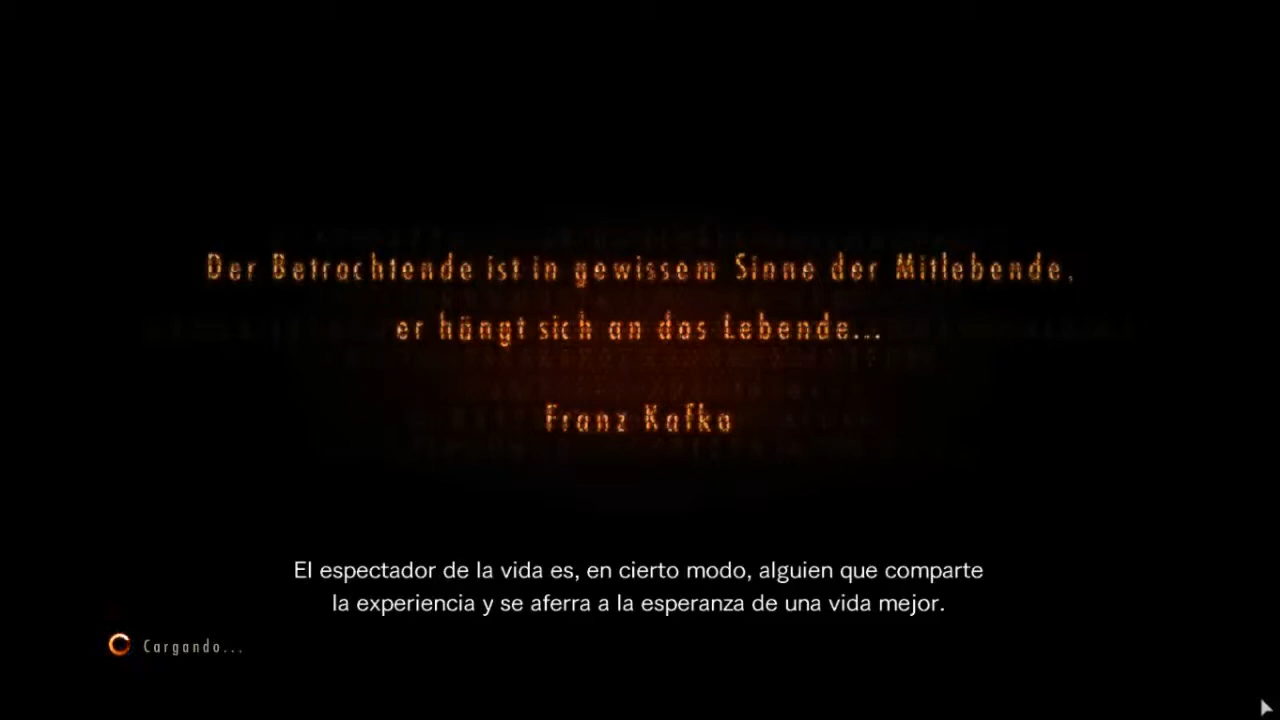 Der Betrachtende ist in gewissem Sinne der Mitlebende,
er hängt sich an das Lebende...
Franz Kafka
El espectador de la vida es, en cierto modo, alguien que comparte
la experiencia y se aferra a la esperanza de una vida mejor.
Cargando...